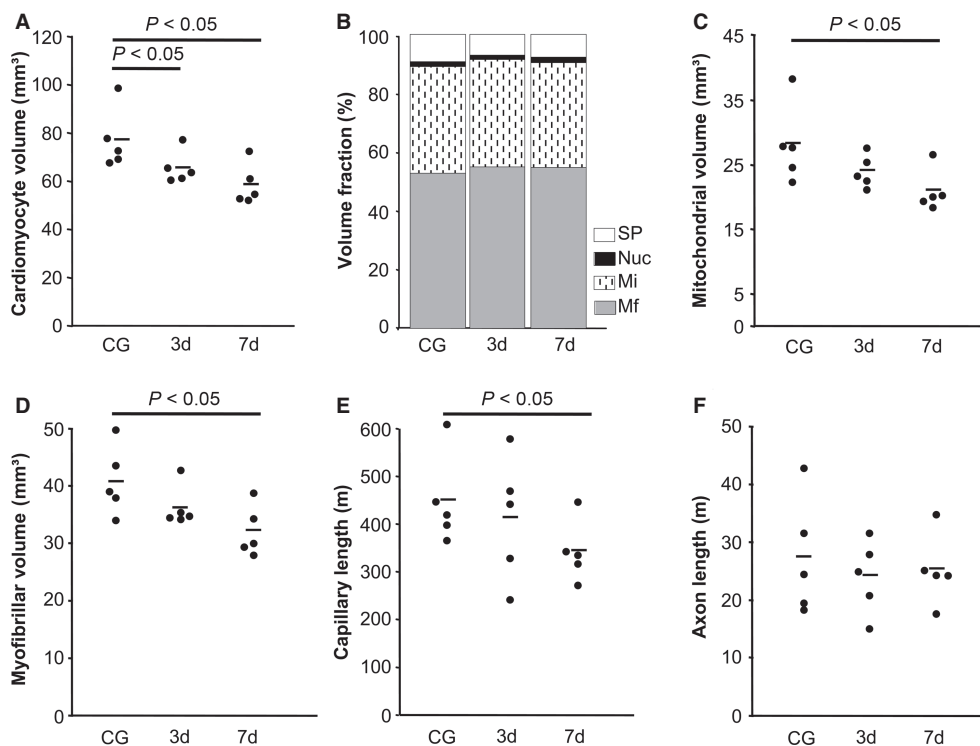 A
P < 0.05
P < 0.05
Cardiomyocyte volume (mm³)
120
100
80
60
40
20
0
CG 3d 7d
B
Volume fraction (%)
100
80
60
40
20
0
SP
Nuc
Mi
Mf
CG 3d 7d
C
P < 0.05
Mitochondrial volume (mm³)
45
35
25
15
5
0
CG 3d 7d
D
P < 0.05
Myofibrillar volume (mm³)
50
40
30
20
10
0
CG 3d 7d
E
P < 0.05
Capillary length (m)
600
500
400
300
200
100
0
CG 3d 7d
F
Axon length (m)
50
40
30
20
10
0
CG 3d 7d